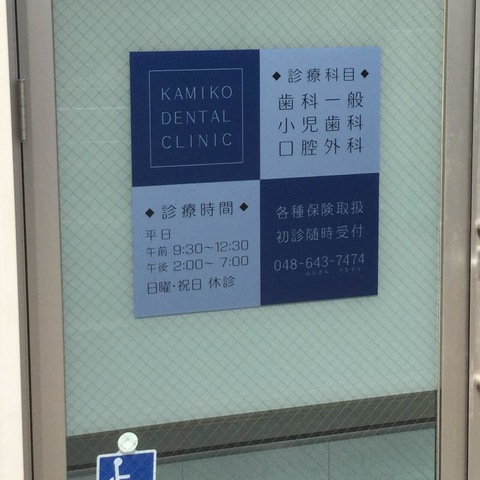 KAMIKO
DENTAL
CLINIC
◆ 診療科目 ◆
歯科一般
小児歯科
口腔外科
◆ 診療時間 ◆
平日
午前 9:30〜12:30
午後 2:00〜 7:00
日曜・祝日 休診
各種保険取扱
初診随時受付
048-643-7474